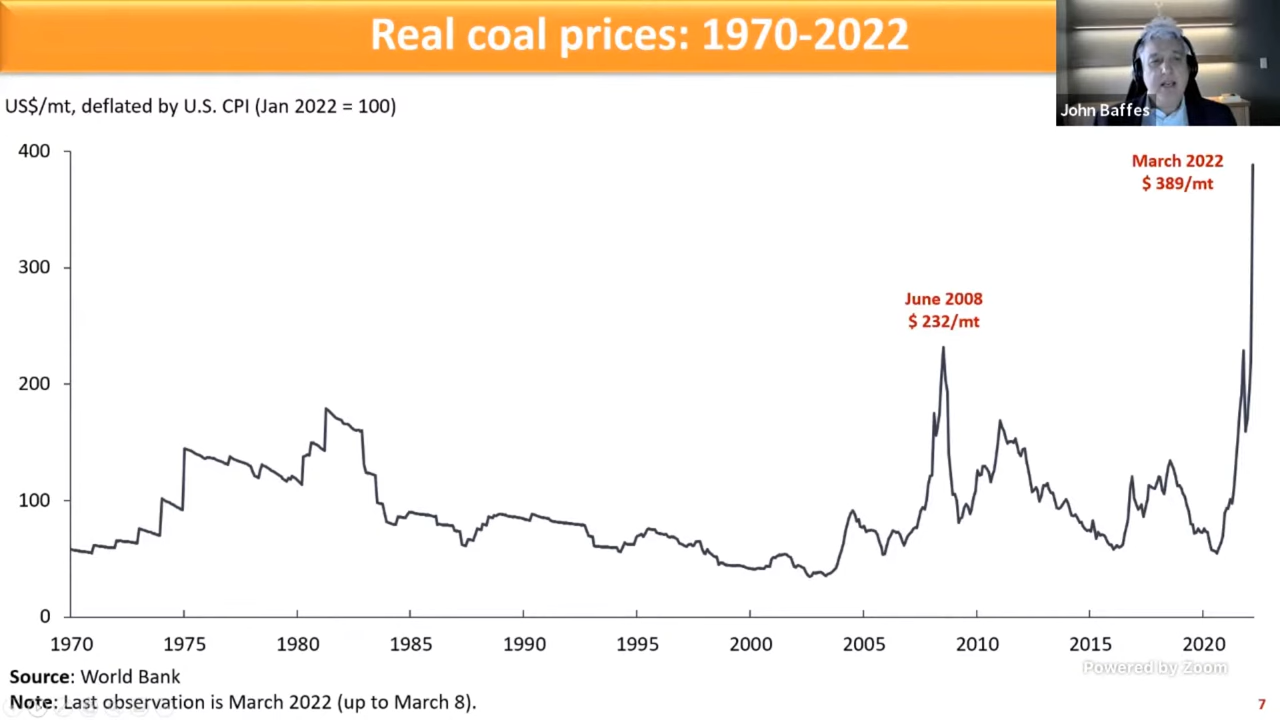 Real coal prices: 1970-2022
John Baffes
US$/mt, deflated by U.S. CPI (Jan 2022 = 100)
400
March 2022
$ 389/mt
300
June 2008
$ 232/mt
200
100
0
1970 1975 1980 1985 1990 1995 2000 2005 2010 2015 2020
Powered by Zoom
Source: World Bank
Note: Last observation is March 2022 (up to March 8).
7